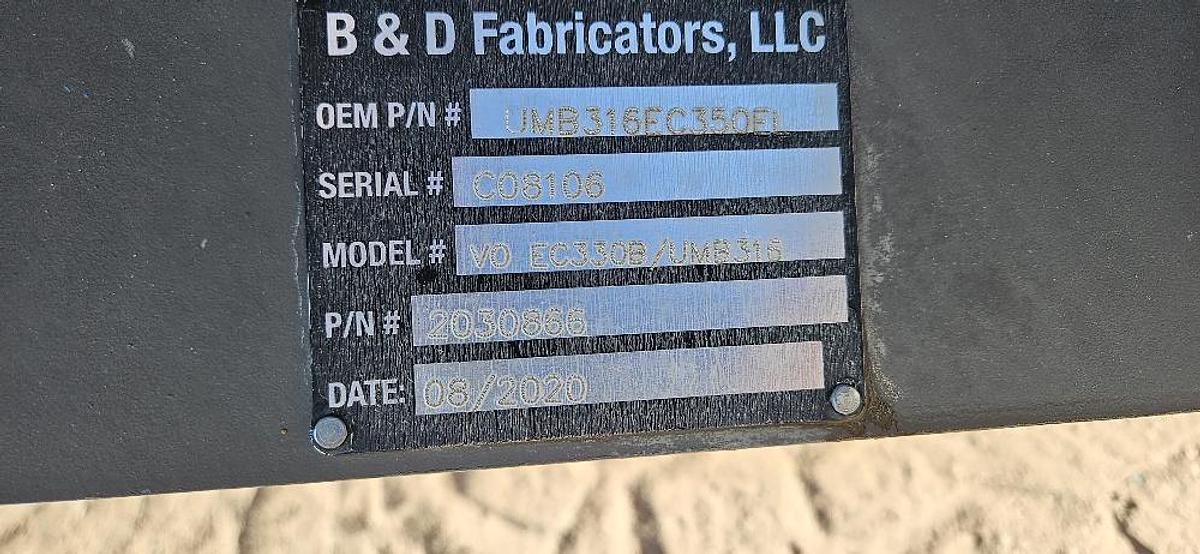 B & D Fabricators, LLC
OEM P/N # UMB316EC350EL
SERIAL # C08106
MODEL # VO EC330B/UMB316
P/N # 2030866
DATE: 08/2020